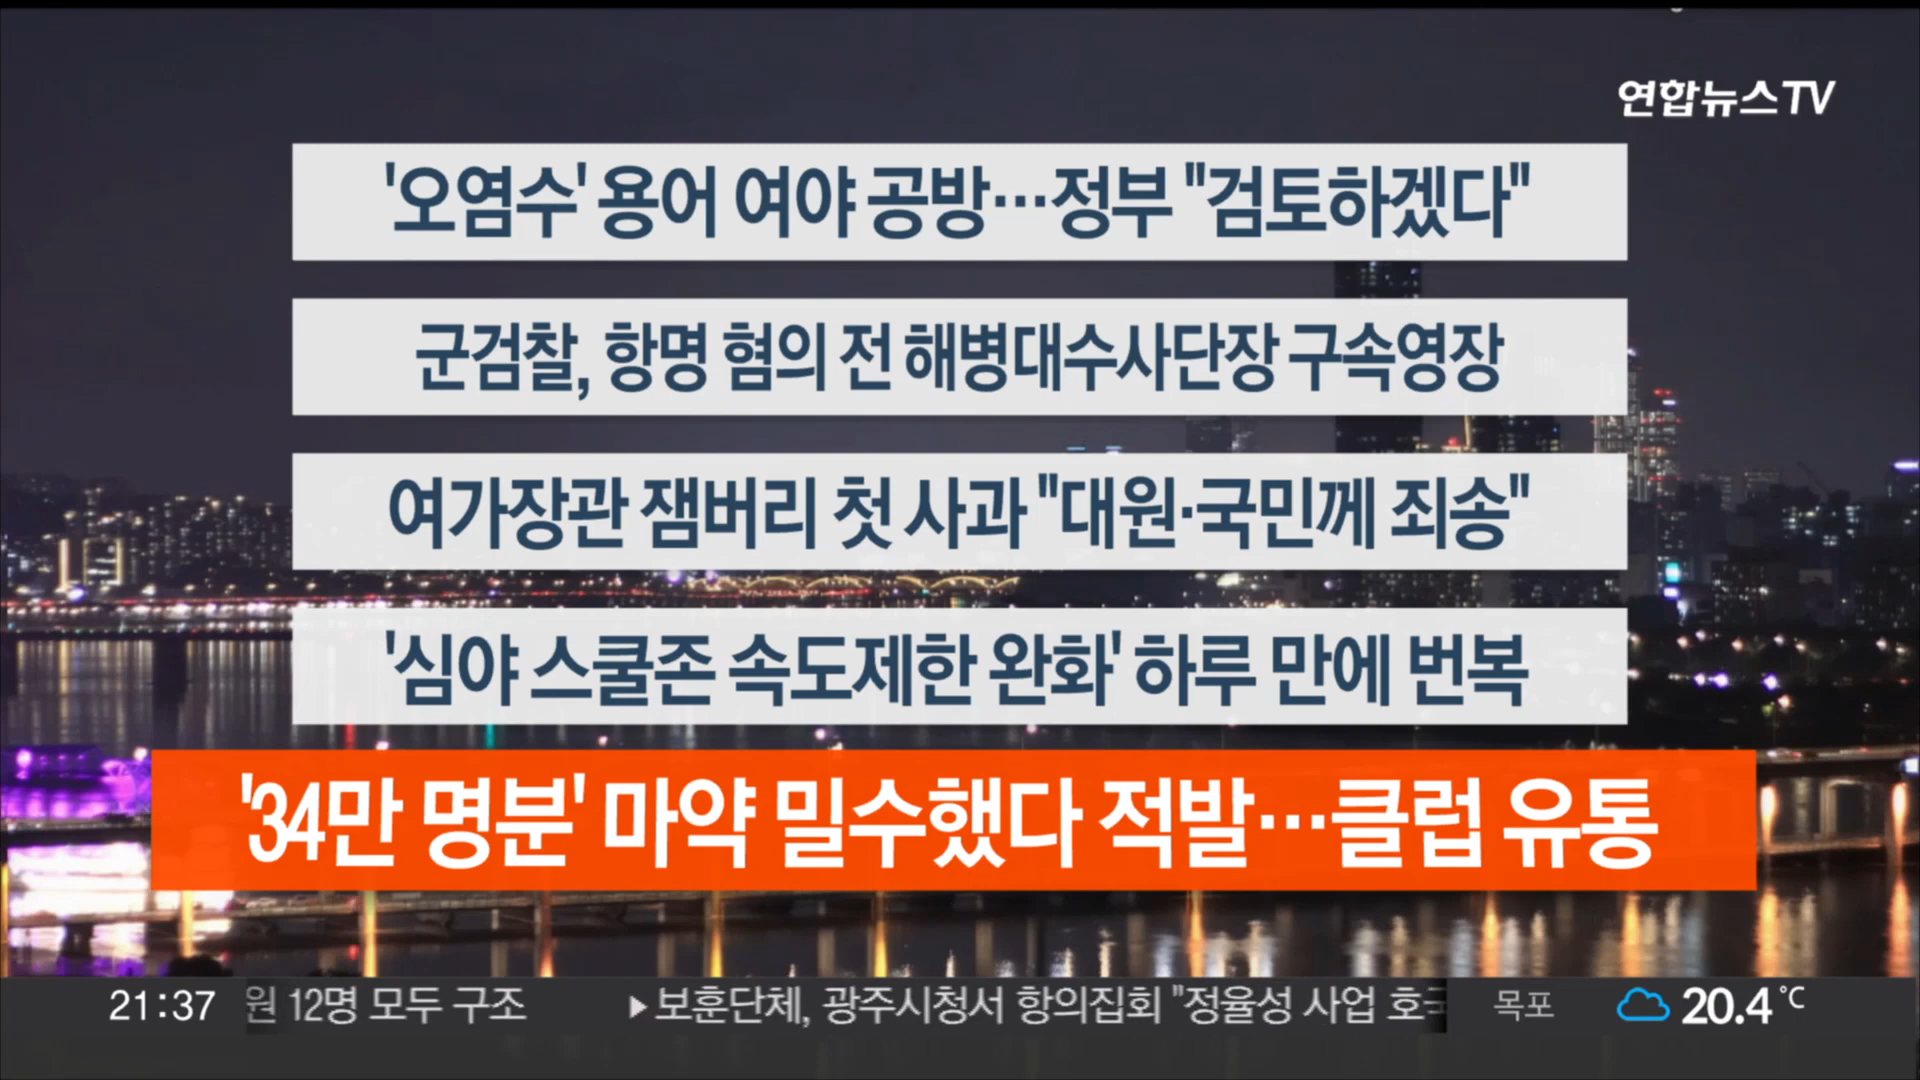 연합뉴스TV
'오염수' 용어 여야 공방…정부 "검토하겠다"
군검찰, 항명 혐의 전 해병대수사단장 구속영장
여가장관 잼버리 첫 사과 "대원·국민께 죄송"
'심야 스쿨존 속도제한 완화' 하루 만에 번복
'34만 명분' 마약 밀수했다 적발…클럽 유통
21:37 원 12명 모두 구조 ▶보훈단체, 광주시청서 항의집회 "정율성 사업 목포 20.4℃